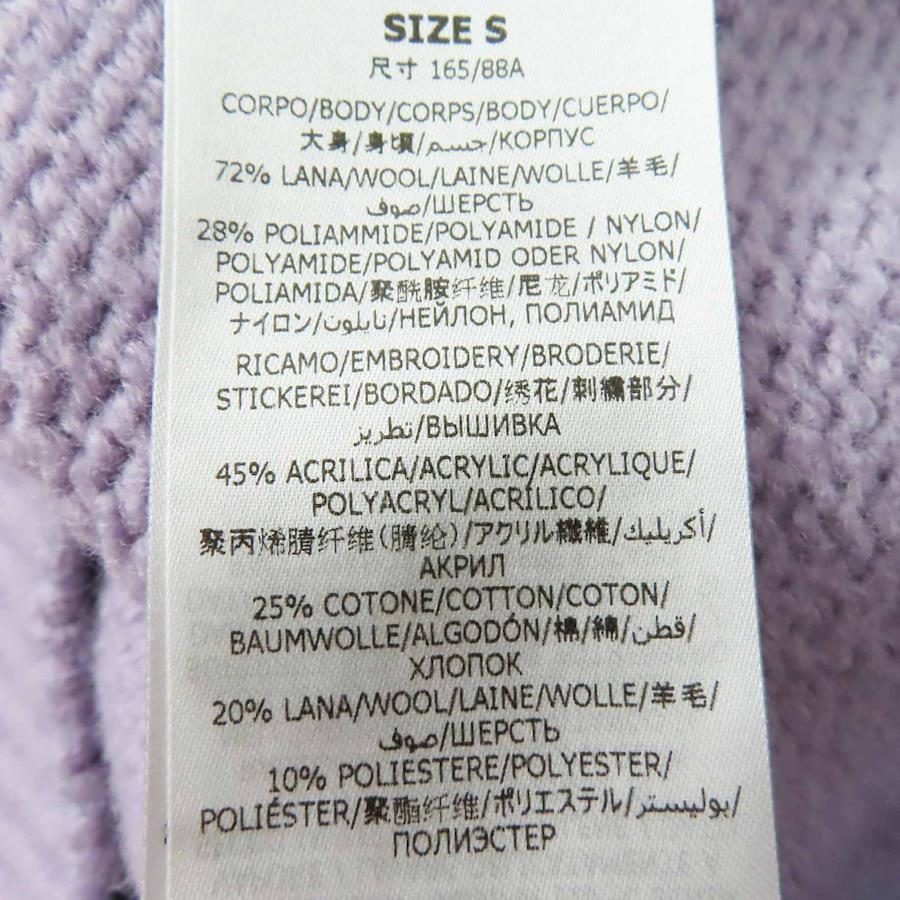 SIZE S
尺寸 165/88A
CORPO/BODY/CORPS/BODY/CUERPO/
大身/身頃/جسم/КОРПУС
72% LANA/WOOL/LAINE/WOLLE/羊毛/
صوف/ШЕРСТЬ
28% POLIAMMIDE/POLYAMIDE / NYLON/
POLYAMIDE/POLYAMID ODER NYLON/
POLIAMIDA/聚酰胺纤维/尼龙/ポリアミド/
ナイロン/نايلون/НЕЙЛОН, ПОЛИАМИД
RICAMO/EMBROIDERY/BRODERIE/
STICKEREI/BORDADO/绣花/刺繍部分/
تطريز/ВЫШИВКА
45% ACRILICA/ACRYLIC/ACRYLIQUE/
POLYACRYL/ACRÍLICO/
聚丙烯腈纤维(腈纶)/アクリル繊維/أكريليك/
АКРИЛ
25% COTONE/COTTON/COTON/
BAUMWOLLE/ALGODÓN/棉/綿/قطن/
ХЛОПОК
20% LANA/WOOL/LAINE/WOLLE/羊毛/
صوف/ШЕРСТЬ
10% POLIESTERE/POLYESTER/
POLIÉSTER/聚酯纤维/ポリエステル/بوليستر/
ПОЛИЭСТЕР